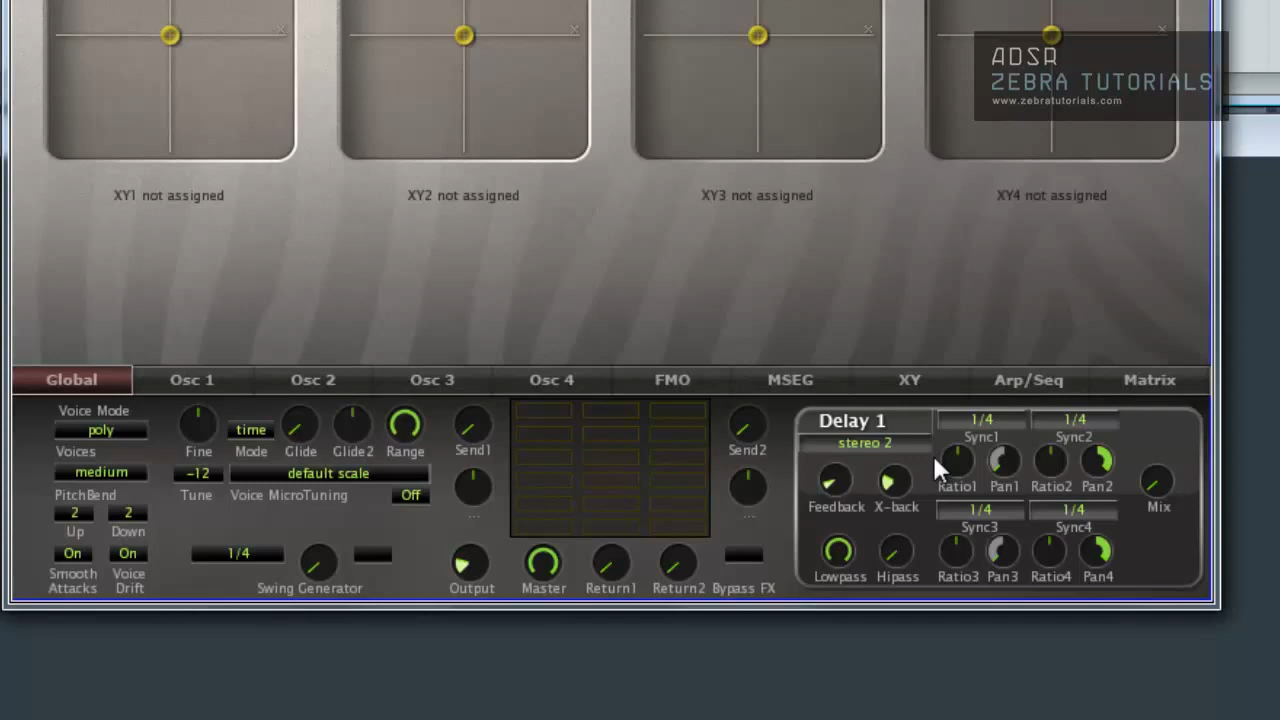 ADSR
ZEBRA TUTORIALS
www.zebratutorials.com
XY1 not assigned
XY2 not assigned
XY3 not assigned
XY4 not assigned
Global
Osc 1
Osc 2
Osc 3
Osc 4
FMO
MSEG
XY
Arp/Seq
Matrix
Voice Mode
poly
Voices
medium
PitchBend
2
2
Up
Down
On
On
Smooth
Attacks
Voice
Drift
Fine
time
Mode
Glide
Glide2
Range
-12
Tune
default scale
Voice MicroTuning
Off
1/4
Swing Generator
Send1
...
Output
Master
Return1
Return2
Bypass FX
Send2
...
Delay 1
stereo 2
Feedback
X-back
Lowpass
Hipass
1/4
1/4
Sync1
Sync2
Ratio1
Pan1
Ratio2
Pan2
1/4
1/4
Sync3
Sync4
Ratio3
Pan3
Ratio4
Pan4
Mix